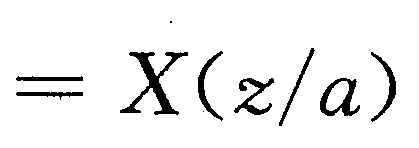 = X(z/a)